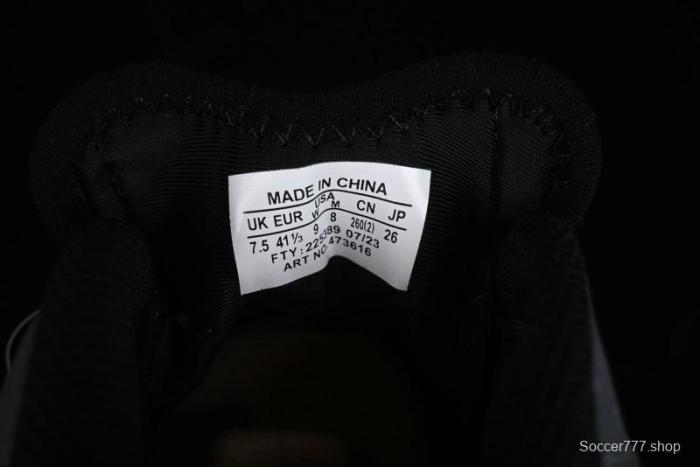 MADE IN CHINA
USA
UK EUR W M CN JP
7.5 41⅓ 9 8 260(2) 26
FTY: 225389 07/23
ART NO: 473616
Soccer777.shop